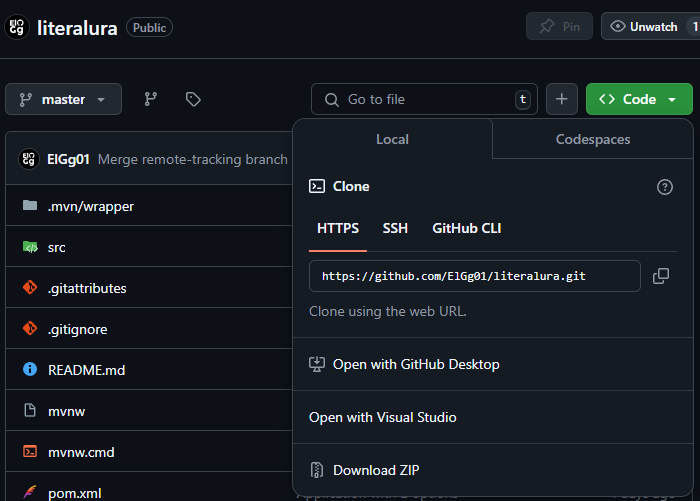 ElGg
literalura Public
Pin
Unwatch 1
master
Go to file t
Code
Local Codespaces
ElGg01 Merge remote-tracking branch
Clone
.mvn/wrapper
HTTPS SSH GitHub CLI
src
https://github.com/ElGg01/literalura.git
.gitattributes
Clone using the web URL.
.gitignore
Open with GitHub Desktop
README.md
mvnw
Open with Visual Studio
mvnw.cmd
Download ZIP
pom.xml